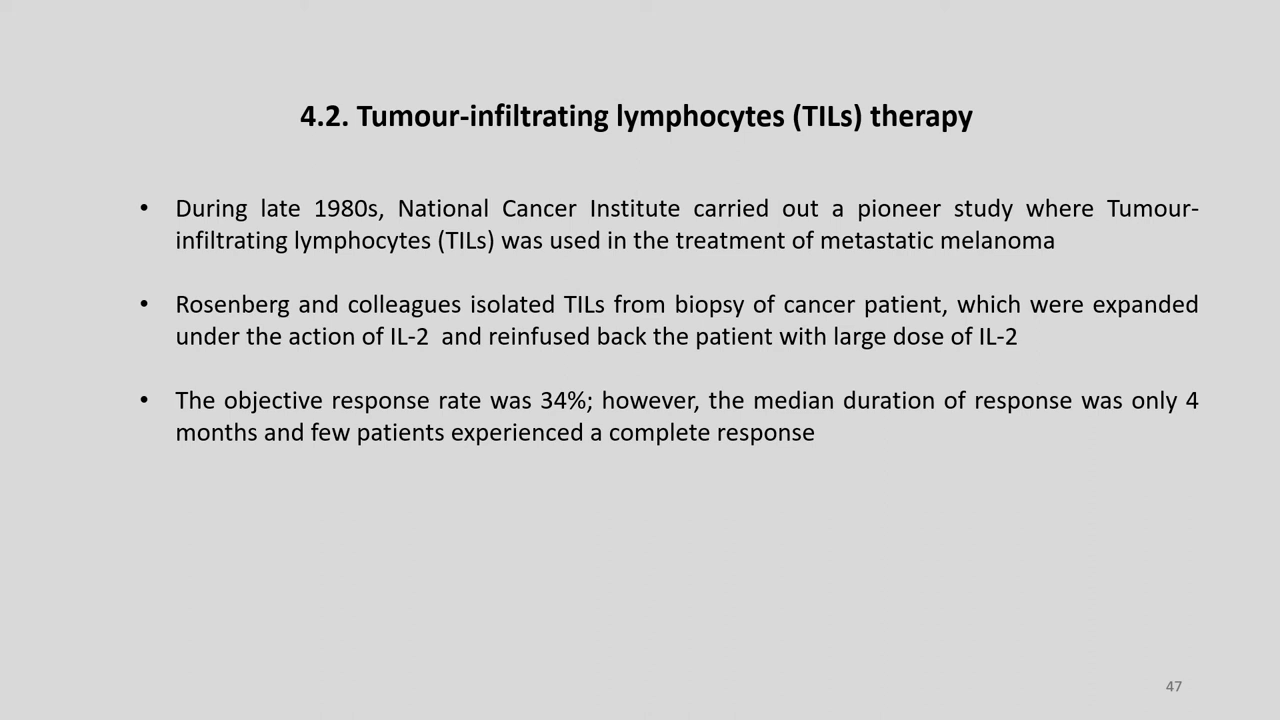 4.2. Tumour-infiltrating lymphocytes (TILs) therapy
• During late 1980s, National Cancer Institute carried out a pioneer study where Tumour-
infiltrating lymphocytes (TILs) was used in the treatment of metastatic melanoma
• Rosenberg and colleagues isolated TILs from biopsy of cancer patient, which were expanded
under the action of IL-2  and reinfused back the patient with large dose of IL-2
• The objective response rate was 34%; however, the median duration of response was only 4
months and few patients experienced a complete response
47